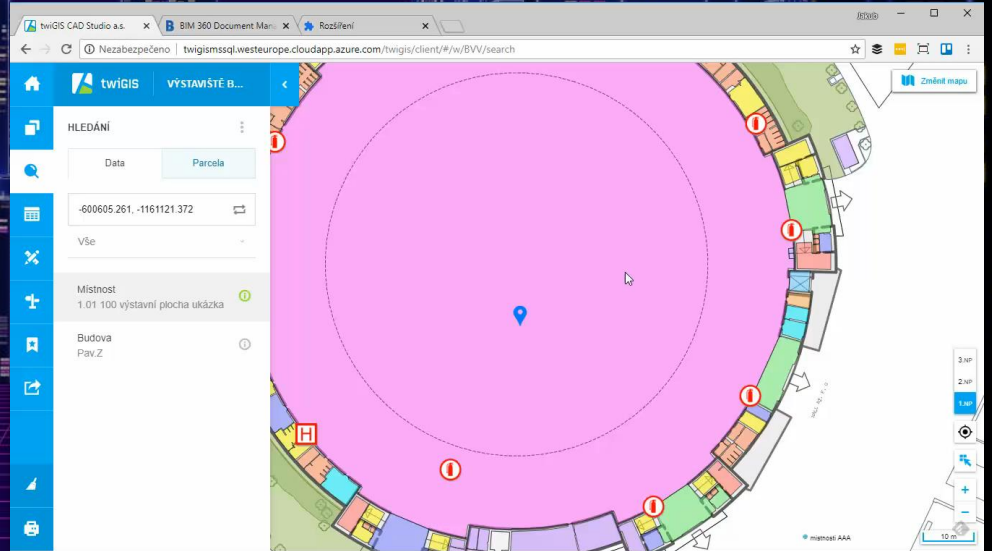 twiGIS CAD Studio a.s.
BIM 360 Document Mana
Rozšíření
Jakub
Nezabezpečeno
twigismssql.westeurope.cloudapp.azure.com/twigis/client/#/w/BVV/search
twiGIS
VÝSTAVIŠTĚ B...
Změnit mapu
HLEDÁNÍ
Data
Parcela
-600605.261, -1161121.372
Vše
Místnost
1.01 100 výstavní plocha ukázka
Budova
Pav.Z
H
3.NP
2.NP
1.NP
místnosti AAA
10 m